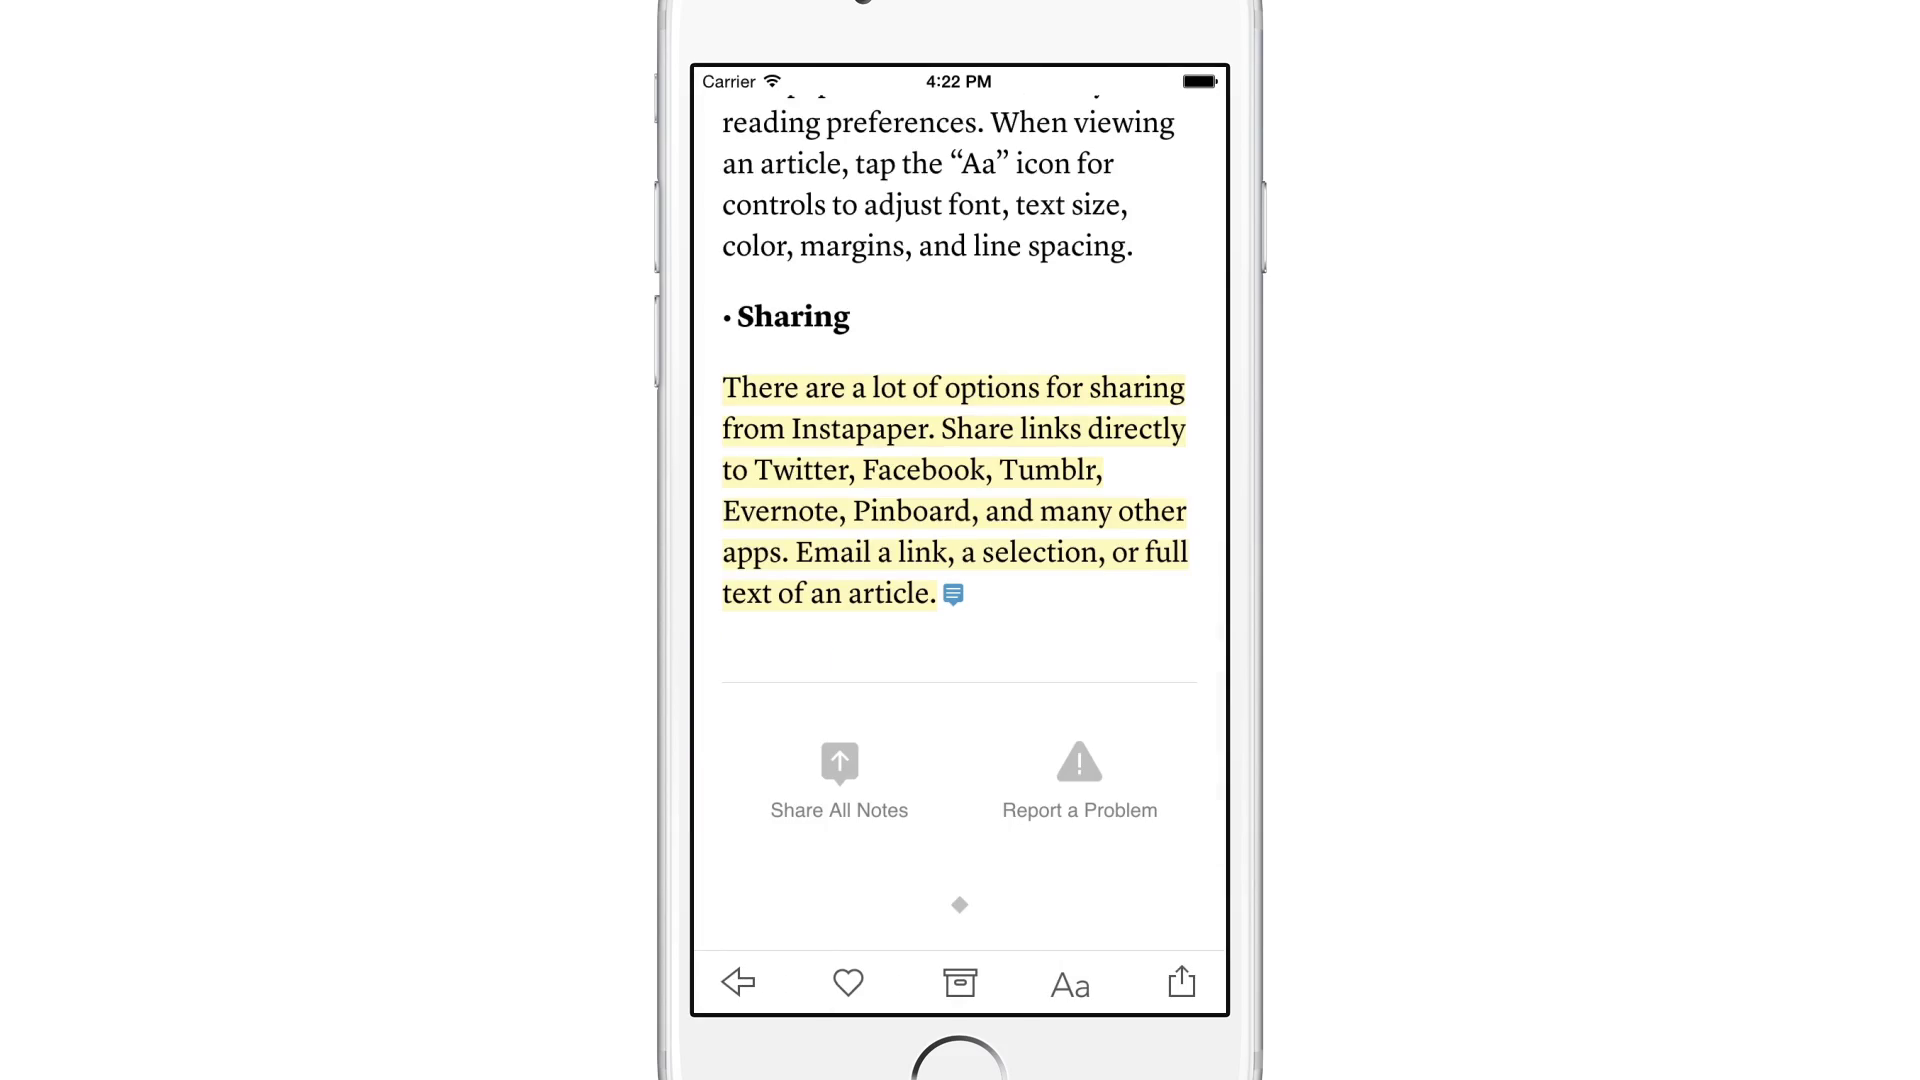 Carrier 4:22 PM
reading preferences. When viewing
an article, tap the “Aa” icon for
controls to adjust font, text size,
color, margins, and line spacing.
• Sharing
There are a lot of options for sharing
from Instapaper. Share links directly
to Twitter, Facebook, Tumblr,
Evernote, Pinboard, and many other
apps. Email a link, a selection, or full
text of an article.
Share All Notes
Report a Problem
Aa